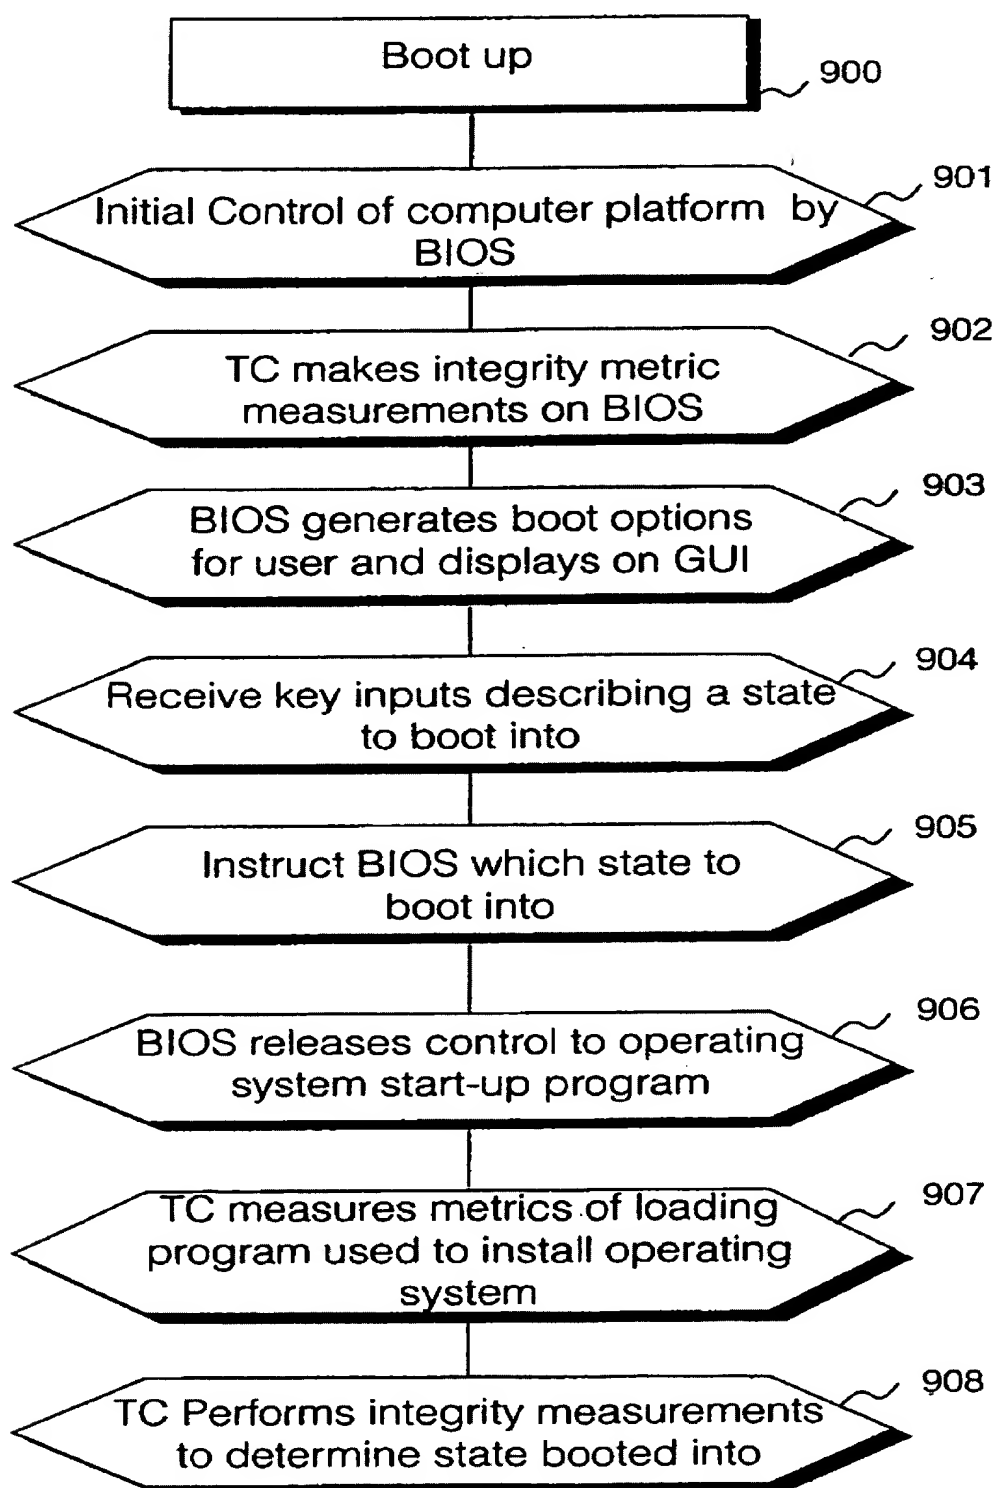 Boot up
900
Initial Control of computer platform by
BIOS
901
TC makes integrity metric
measurements on BIOS
902
BIOS generates boot options
for user and displays on GUI
903
Receive key inputs describing a state
to boot into
904
Instruct BIOS which state to
boot into
905
BIOS releases control to operating
system start-up program
906
TC measures metrics of loading
program used to install operating
system
907
TC Performs integrity measurements
to determine state booted into
908